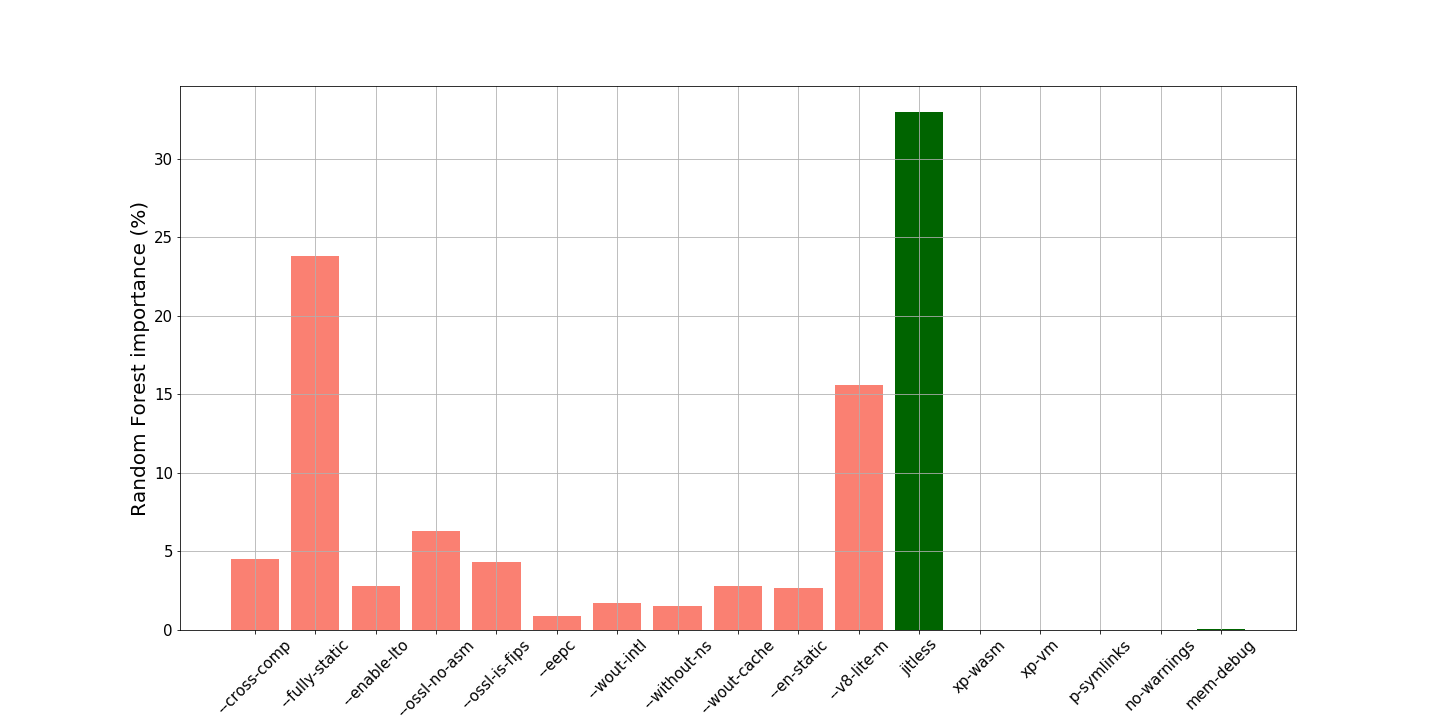 Random Forest importance (%)
30
25
20
15
10
5
0
--cross-comp
--fully-static
--enable-lto
--ossl-no-asm
--ossl-is-fips
--eepc
--wout-intl
--without-ns
--wout-cache
--en-static
--v8-lite-m
jitless
xp-wasm
xp-vm
p-symlinks
no-warnings
mem-debug